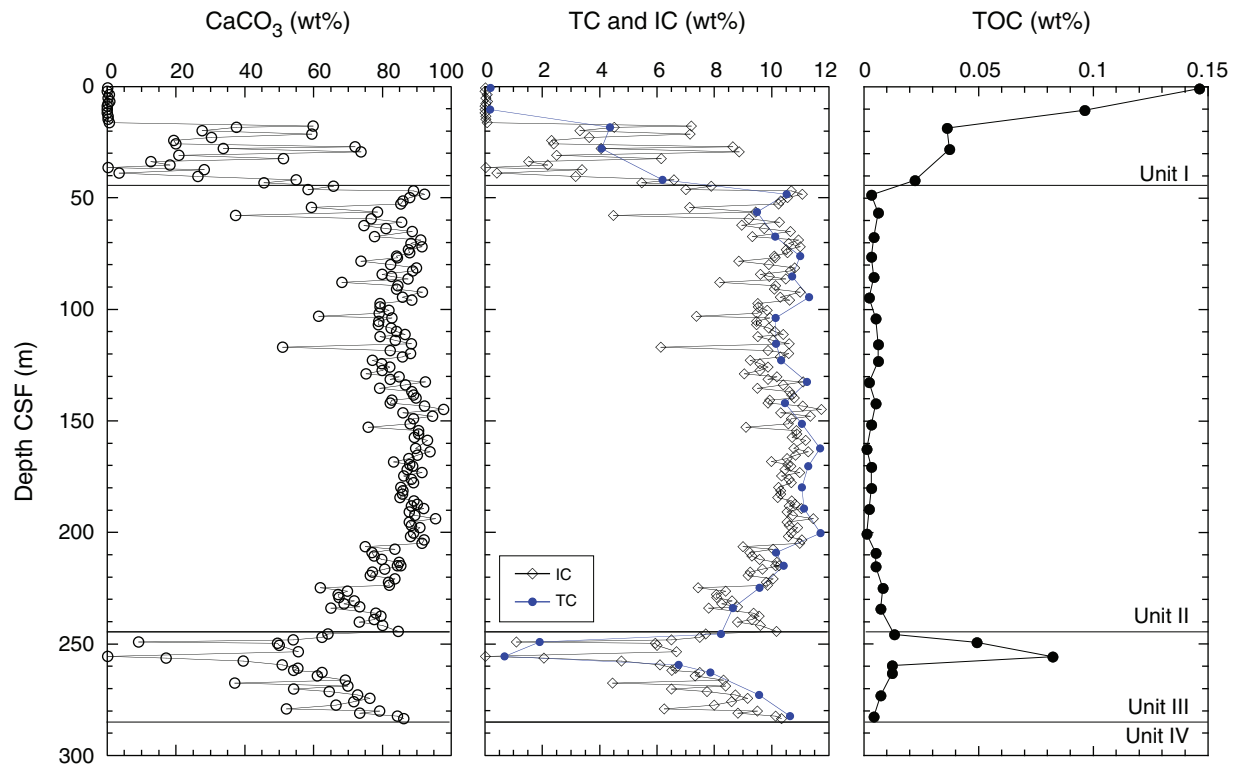 CaCO3 (wt%)
TC and IC (wt%)
TOC (wt%)
0 20 40 60 80 100
0 2 4 6 8 10 12
0 0.05 0.1 0.15
0
50
100
150
200
250
300
Depth CSF (m)
IC
TC
Unit I
Unit II
Unit III
Unit IV